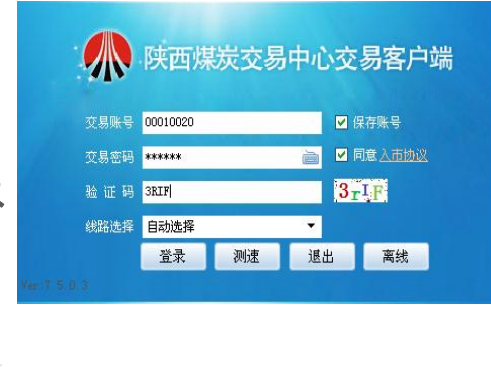 陕西煤炭交易中心交易客户端
交易账号 00010020 保存账号
交易密码 ****** 同意入市协议
验证码 3RIF 3rIF
线路选择 自动选择
登录 测速 退出 离线
Ver 7.5.0.3